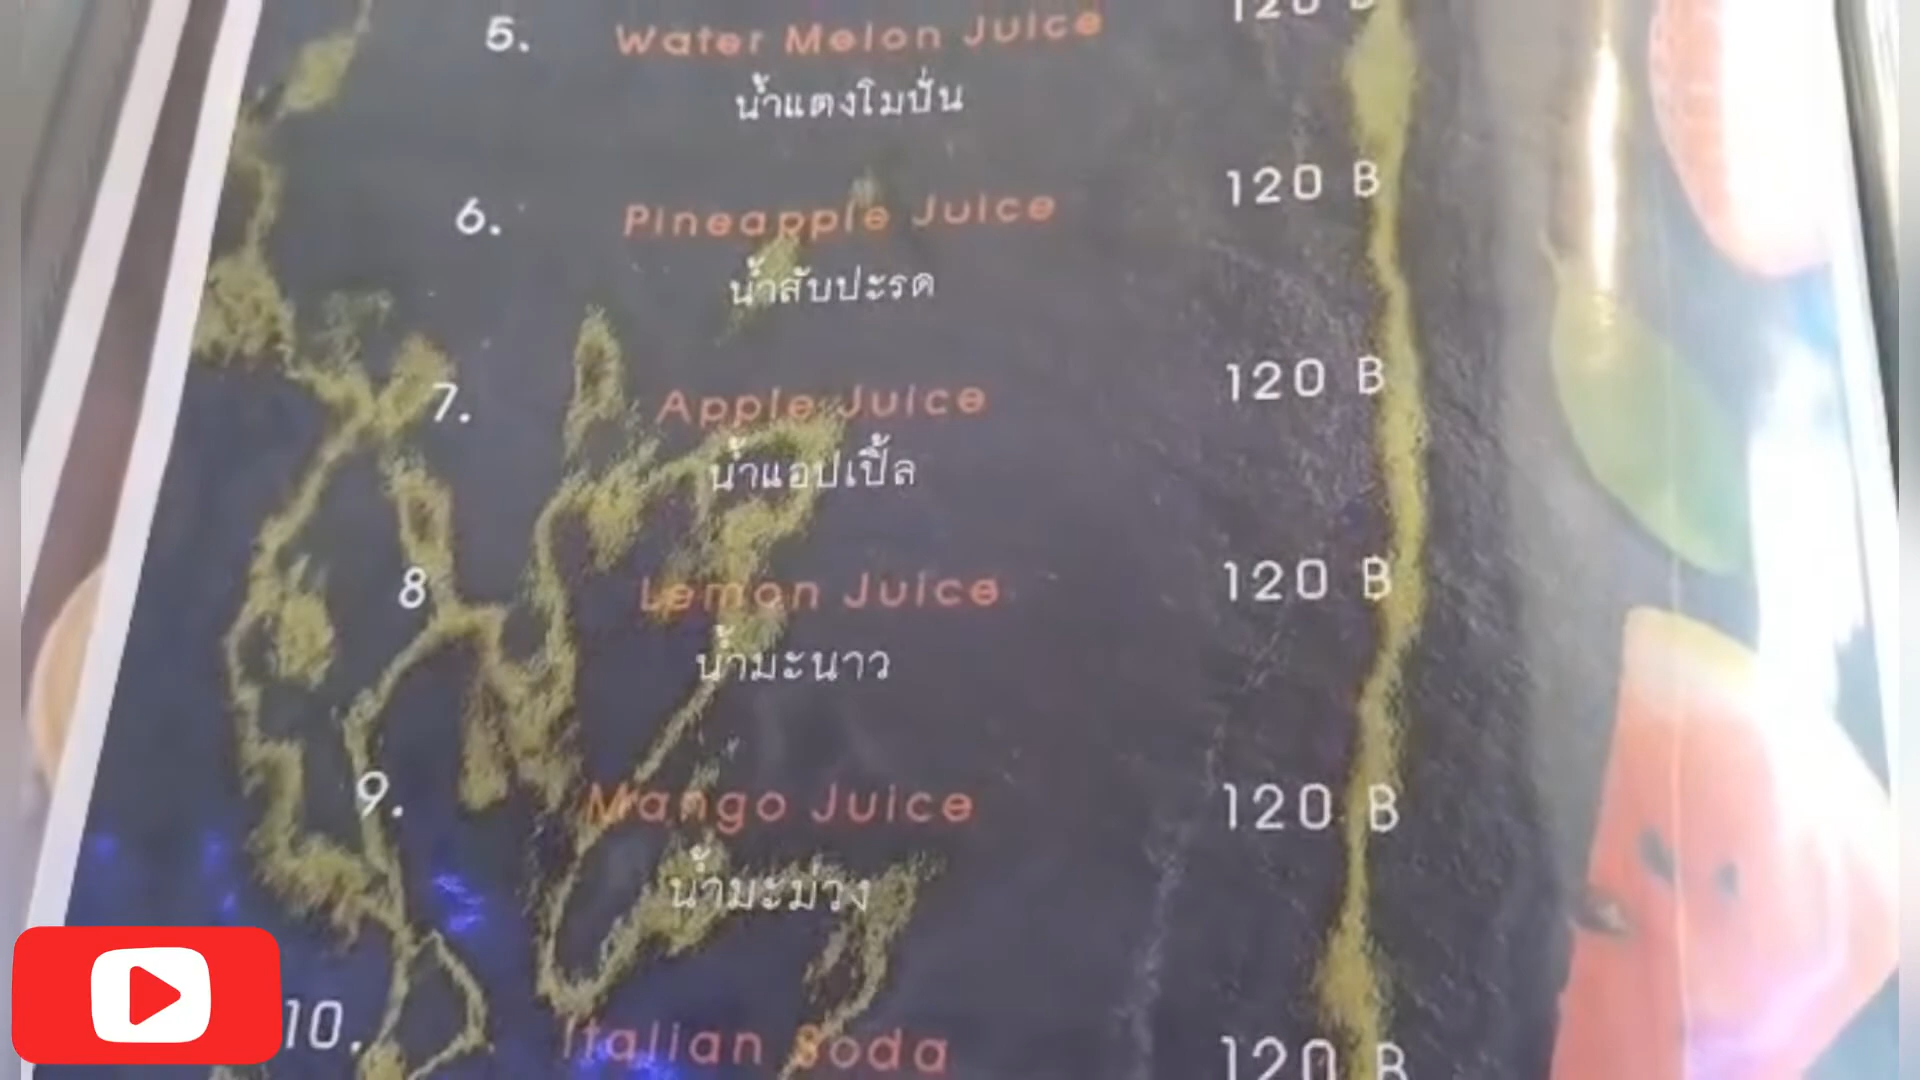 5. Water Melon Juice 120 B
น้ำแตงโมปั่น
6. Pineapple Juice 120 B
น้ำสับปะรด
7. Apple Juice 120 B
น้ำแอปเปิ้ล
8 Lemon Juice 120 B
น้ำมะนาว
9. Mango Juice 120 B
น้ำมะม่วง
10. Italian Soda 120 B